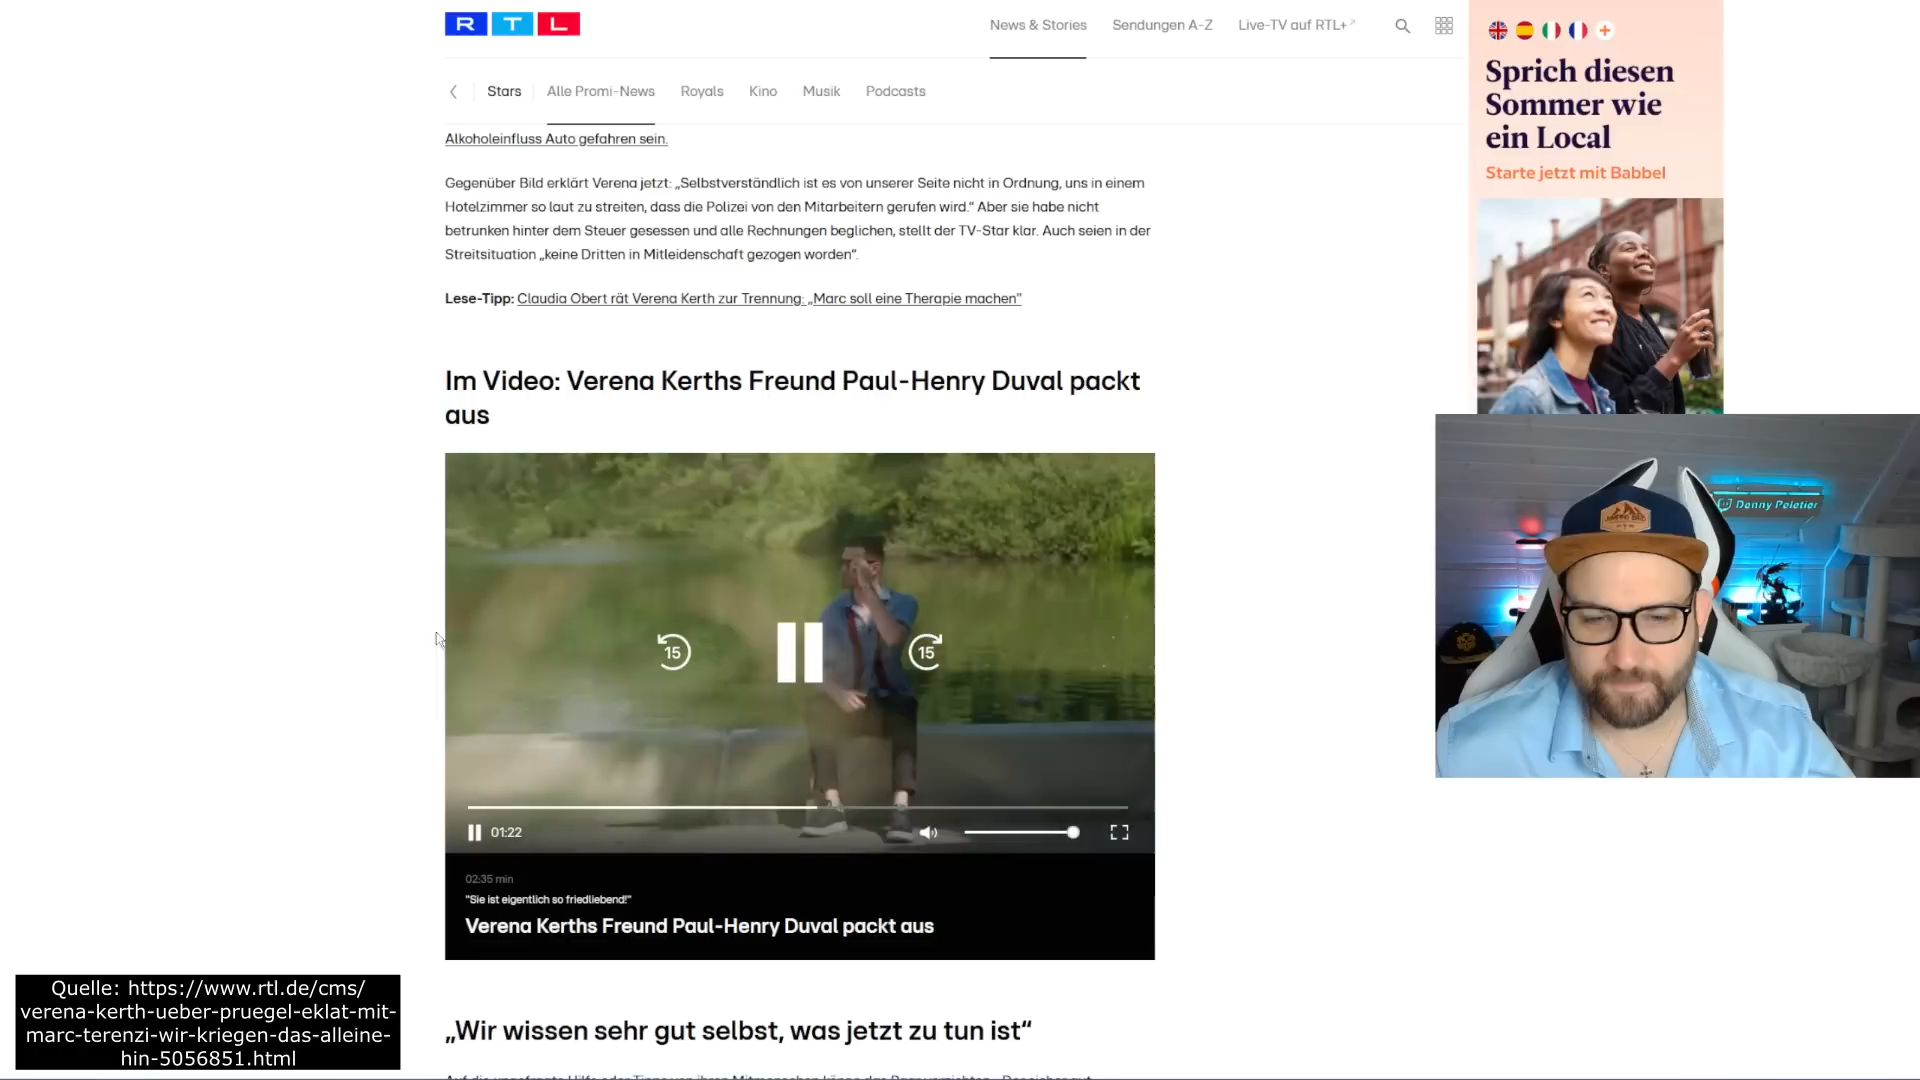 RTL
News & Stories
Sendungen A-Z
Live-TV auf RTL+
Stars
Alle Promi-News
Royals
Kino
Musik
Podcasts
Alkoholeinfluss Auto gefahren sein.
Gegenüber Bild erklärt Verena jetzt: „Selbstverständlich ist es von unserer Seite nicht in Ordnung, uns in einem
Hotelzimmer so laut zu streiten, dass die Polizei von den Mitarbeitern gerufen wird.“ Aber sie habe nicht
betrunken hinter dem Steuer gesessen und alle Rechnungen beglichen, stellt der TV-Star klar. Auch seien in der
Streitsituation „keine Dritten in Mitleidenschaft gezogen worden“.
Lese-Tipp: Claudia Obert rät Verena Kerth zur Trennung: „Marc soll eine Therapie machen“
Im Video: Verena Kerths Freund Paul-Henry Duval packt
aus
15
15
01:22
02:35 min
"Sie ist eigentlich so friedliebend!"
Verena Kerths Freund Paul-Henry Duval packt aus
„Wir wissen sehr gut selbst, was jetzt zu tun ist“
Sprich diesen
Sommer wie
ein Local
Starte jetzt mit Babbel
Danny Peletier
Quelle: https://www.rtl.de/cms/
verena-kerth-ueber-pruegel-eklat-mit-
marc-terenzi-wir-kriegen-das-alleine-
hin-5056851.html